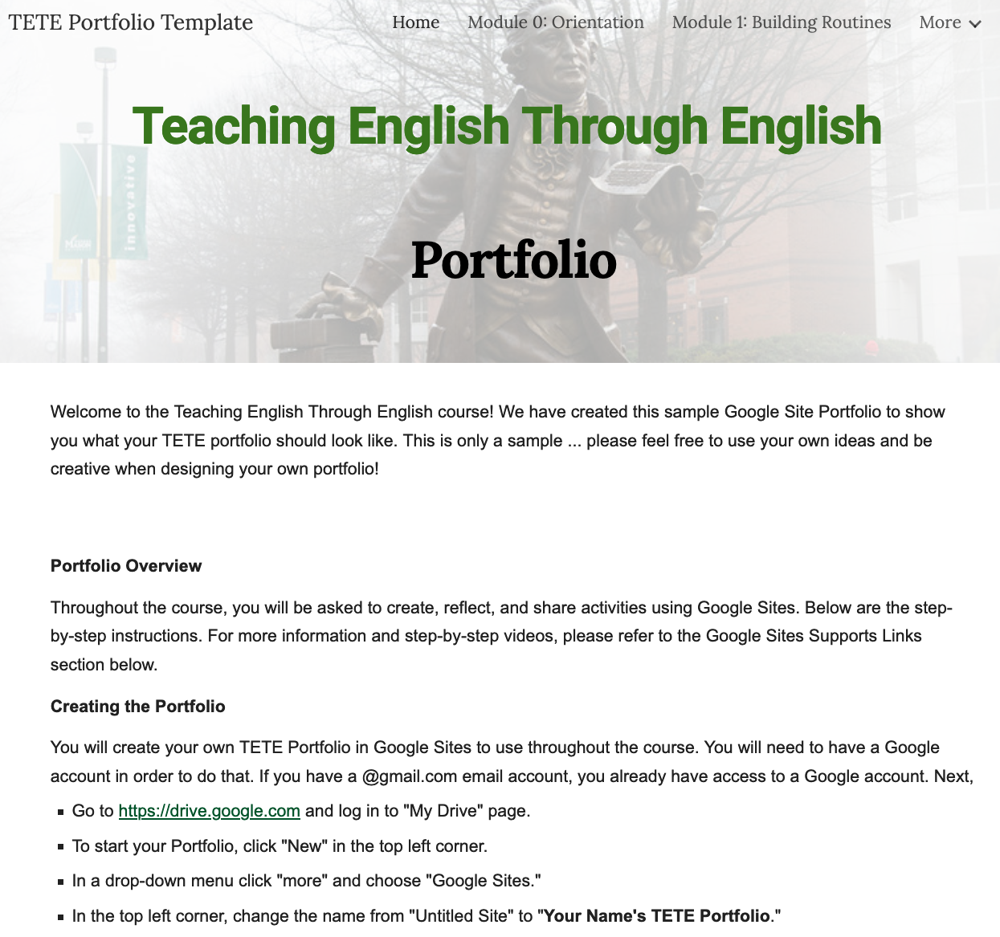 TETE Portfolio Template
Home
Module 0: Orientation
Module 1: Building Routines
More
Teaching English Through English
innovative
MASON
Portfolio
Welcome to the Teaching English Through English course! We have created this sample Google Site Portfolio to show
you what your TETE portfolio should look like. This is only a sample ... please feel free to use your own ideas and be
creative when designing your own portfolio!
Portfolio Overview
Throughout the course, you will be asked to create, reflect, and share activities using Google Sites. Below are the step-
by-step instructions. For more information and step-by-step videos, please refer to the Google Sites Supports Links
section below.
Creating the Portfolio
You will create your own TETE Portfolio in Google Sites to use throughout the course. You will need to have a Google
account in order to do that. If you have a @gmail.com email account, you already have access to a Google account. Next,
Go to https://drive.google.com and log in to "My Drive" page.
To start your Portfolio, click "New" in the top left corner.
In a drop-down menu click "more" and choose "Google Sites."
In the top left corner, change the name from "Untitled Site" to "Your Name's TETE Portfolio."